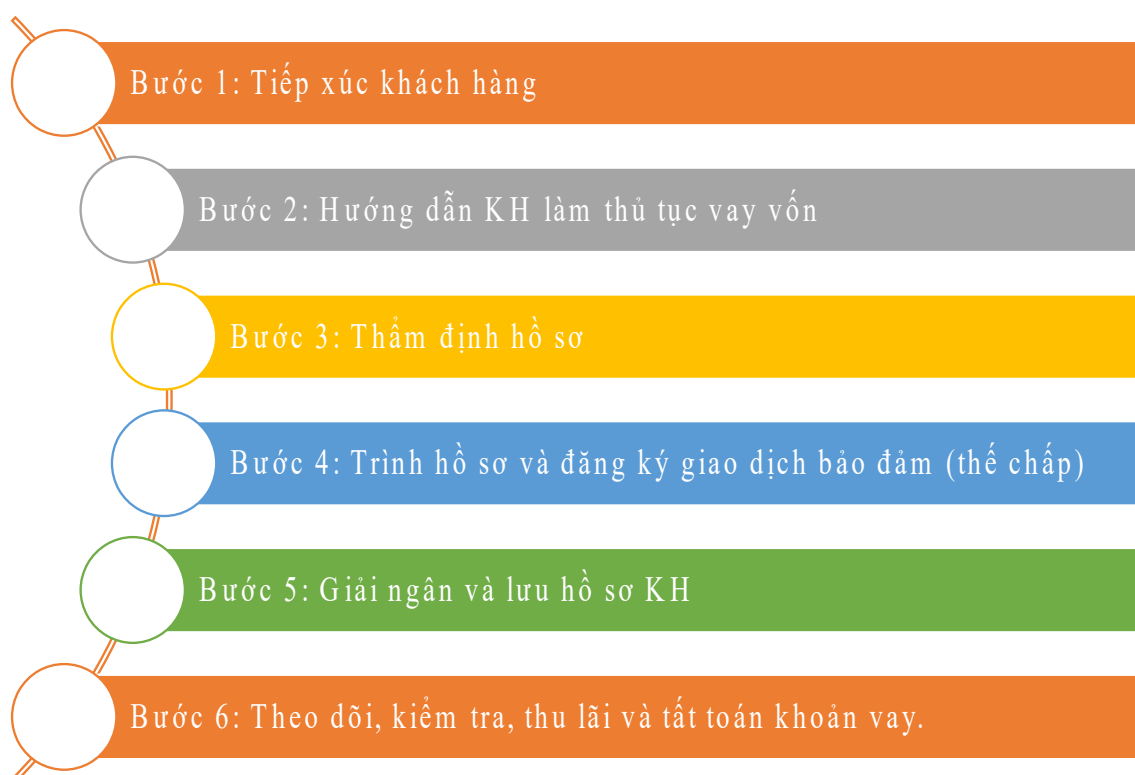 Bước 1: Tiếp xúc khách hàng
Bước 2: Hướng dẫn KH làm thủ tục vay vốn
Bước 3: Thẩm định hồ sơ
Bước 4: Trình hồ sơ và đăng ký giao dịch bảo đảm (thế chấp)
Bước 5: Giải ngân và lưu hồ sơ KH
Bước 6: Theo dõi, kiểm tra, thu lãi và tất toán khoản vay.